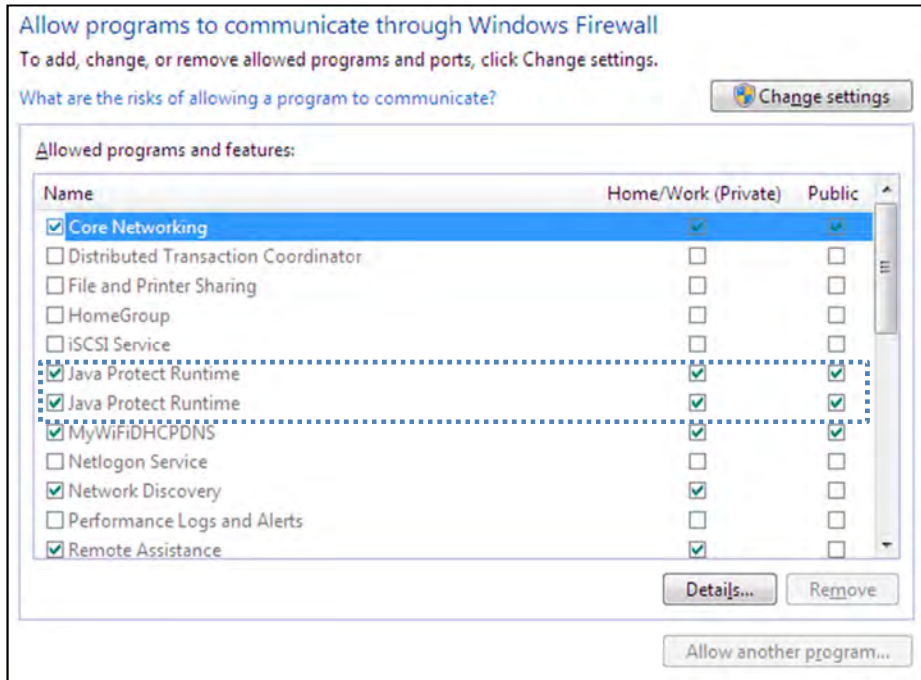 Allow programs to communicate through Windows Firewall
To add, change, or remove allowed programs and ports, click Change settings.
What are the risks of allowing a program to communicate? Change settings
Allowed programs and features:
Name Home/Work (Private) Public
Core Networking
Distributed Transaction Coordinator
File and Printer Sharing
HomeGroup
iSCSI Service
Java Protect Runtime
Java Protect Runtime
MyWiFiDHCPDNS
Netlogon Service
Network Discovery
Performance Logs and Alerts
Remote Assistance
Details... Remove
Allow another program...